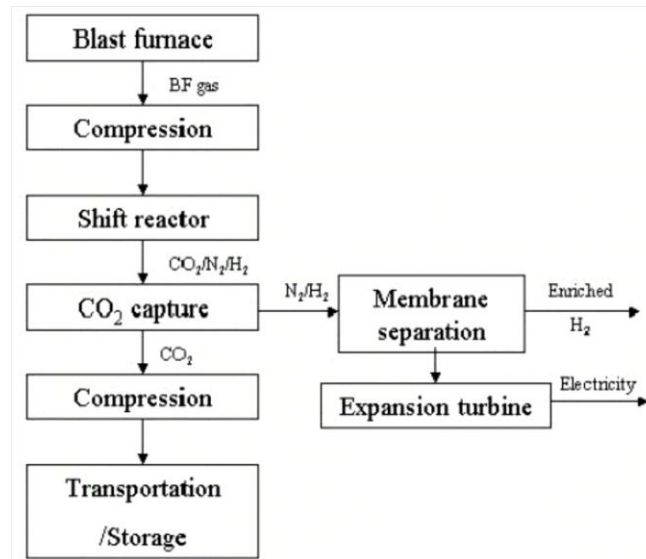 Blast furnace
BF gas
Compression
Shift reactor
CO₂/N₂/H₂
CO₂ capture
N₂/H₂
Membrane
separation
Enriched
H₂
CO₂
Compression
Expansion turbine
Electricity
Transportation
/Storage